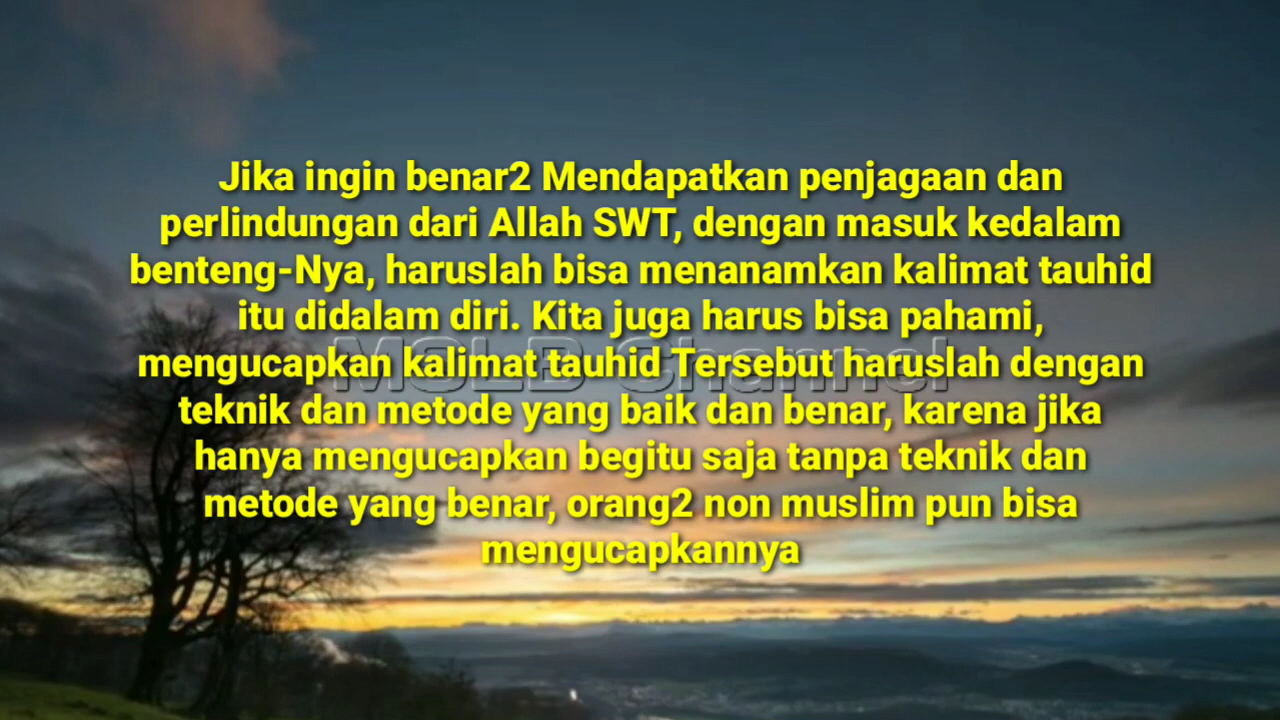 Jika ingin benar2 Mendapatkan penjagaan dan
perlindungan dari Allah SWT, dengan masuk kedalam
benteng-Nya, haruslah bisa menanamkan kalimat tauhid
itu didalam diri. Kita juga harus bisa pahami,
mengucapkan kalimat tauhid Tersebut haruslah dengan
MSLB Channel
teknik dan metode yang baik dan benar, karena jika
hanya mengucapkan begitu saja tanpa teknik dan
metode yang benar, orang2 non muslim pun bisa
mengucapkannya